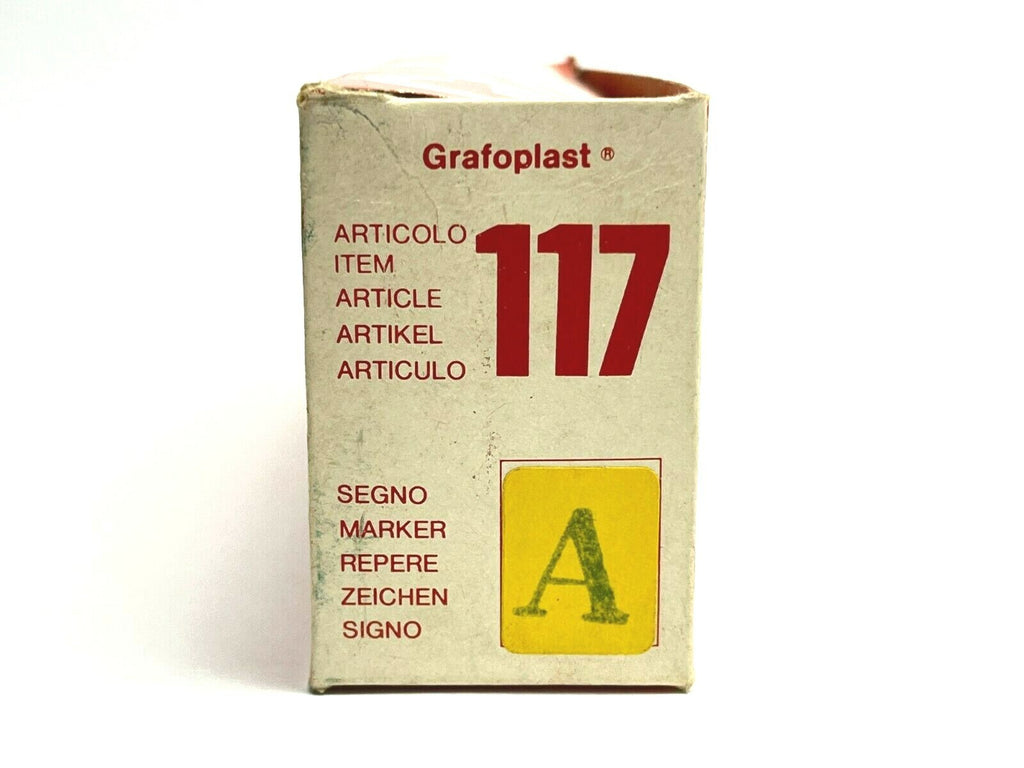 Grafoplast ®
ARTICOLO
ITEM
ARTICLE
ARTIKEL
ARTICULO
117
SEGNO
MARKER
REPERE
ZEICHEN
SIGNO
A